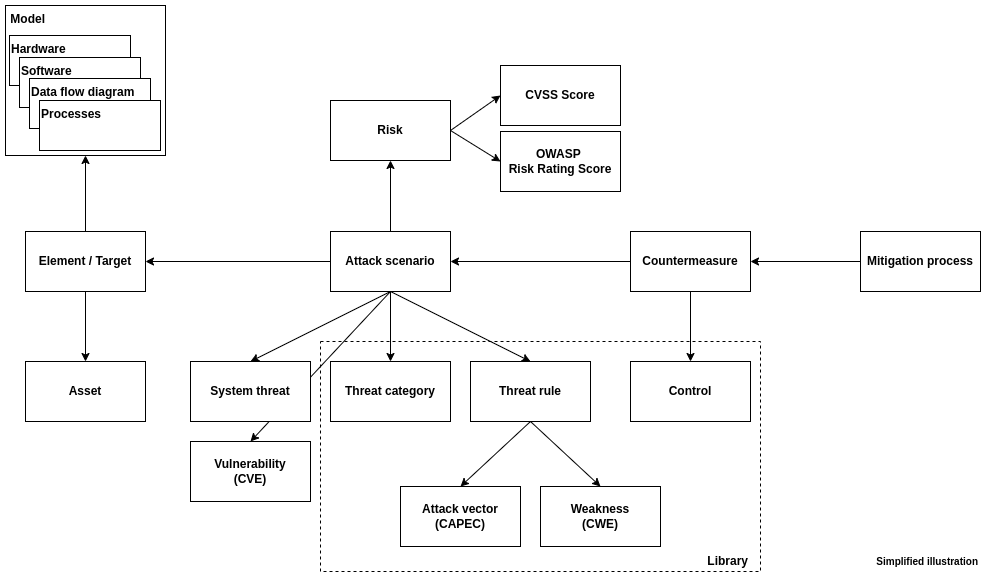 Model
Hardware
Software
Data flow diagram
Processes
CVSS Score
Risk
OWASP
Risk Rating Score
Element / Target
Attack scenario
Countermeasure
Mitigation process
Asset
System threat
Threat category
Threat rule
Control
Vulnerability
(CVE)
Attack vector
(CAPEC)
Weakness
(CWE)
Library
Simplified illustration